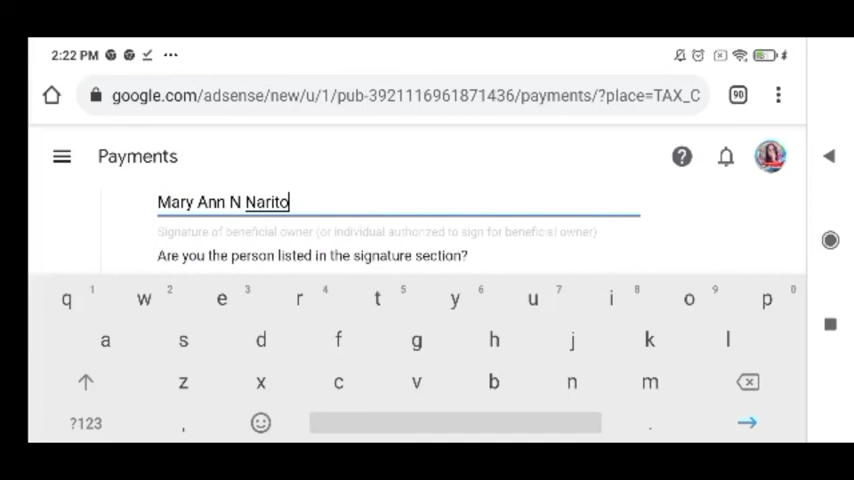 2:22 PM
90
google.com/adsense/new/u/1/pub-3921116961871436/payments/?place=TAX_C
Payments
Mary Ann N Narito
Signature of beneficial owner (or individual authorized to sign for beneficial owner)
Are you the person listed in the signature section?
q 1 w 2 e 3 r 4 t 5 y 6 u 7 i 8 o 9 p 0
a s d f g h j k l
z x c v b n m
?123 , .